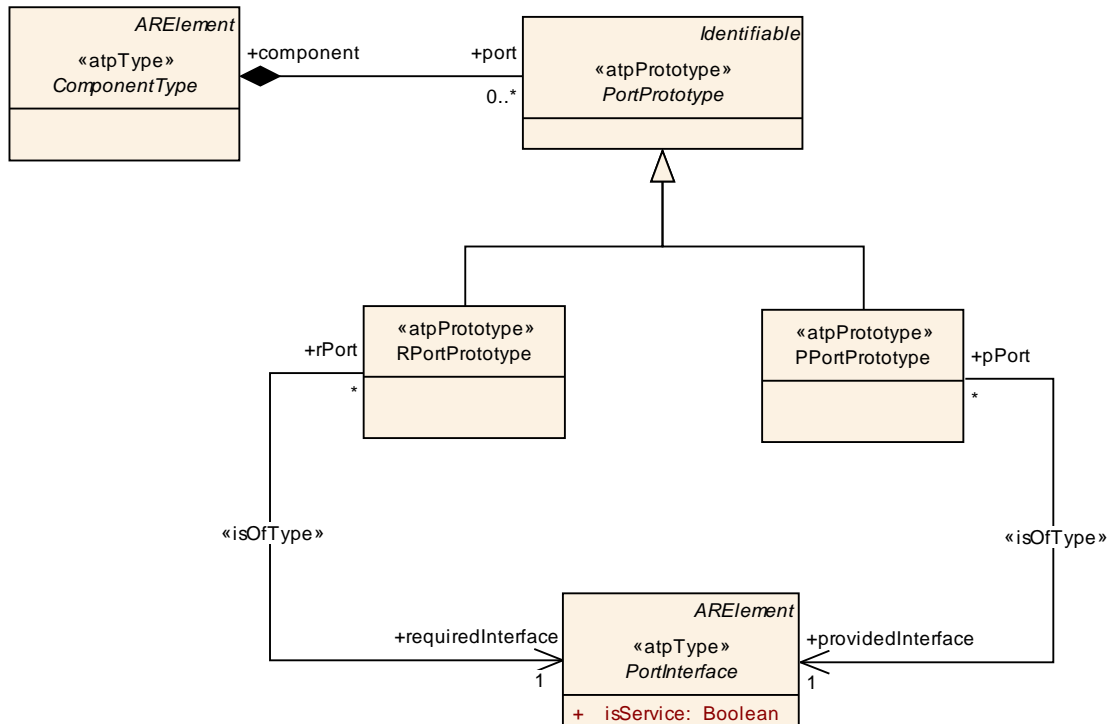 ARElement
«atpType»
ComponentType
+component
+port
0..*
Identifiable
«atpPrototype»
PortPrototype
«atpPrototype»
RPortPrototype
+rPort
*
«atpPrototype»
PPortPrototype
+pPort
*
«isOfType»
«isOfType»
ARElement
«atpType»
PortInterface
+ isService: Boolean
+requiredInterface
1
+providedInterface
1